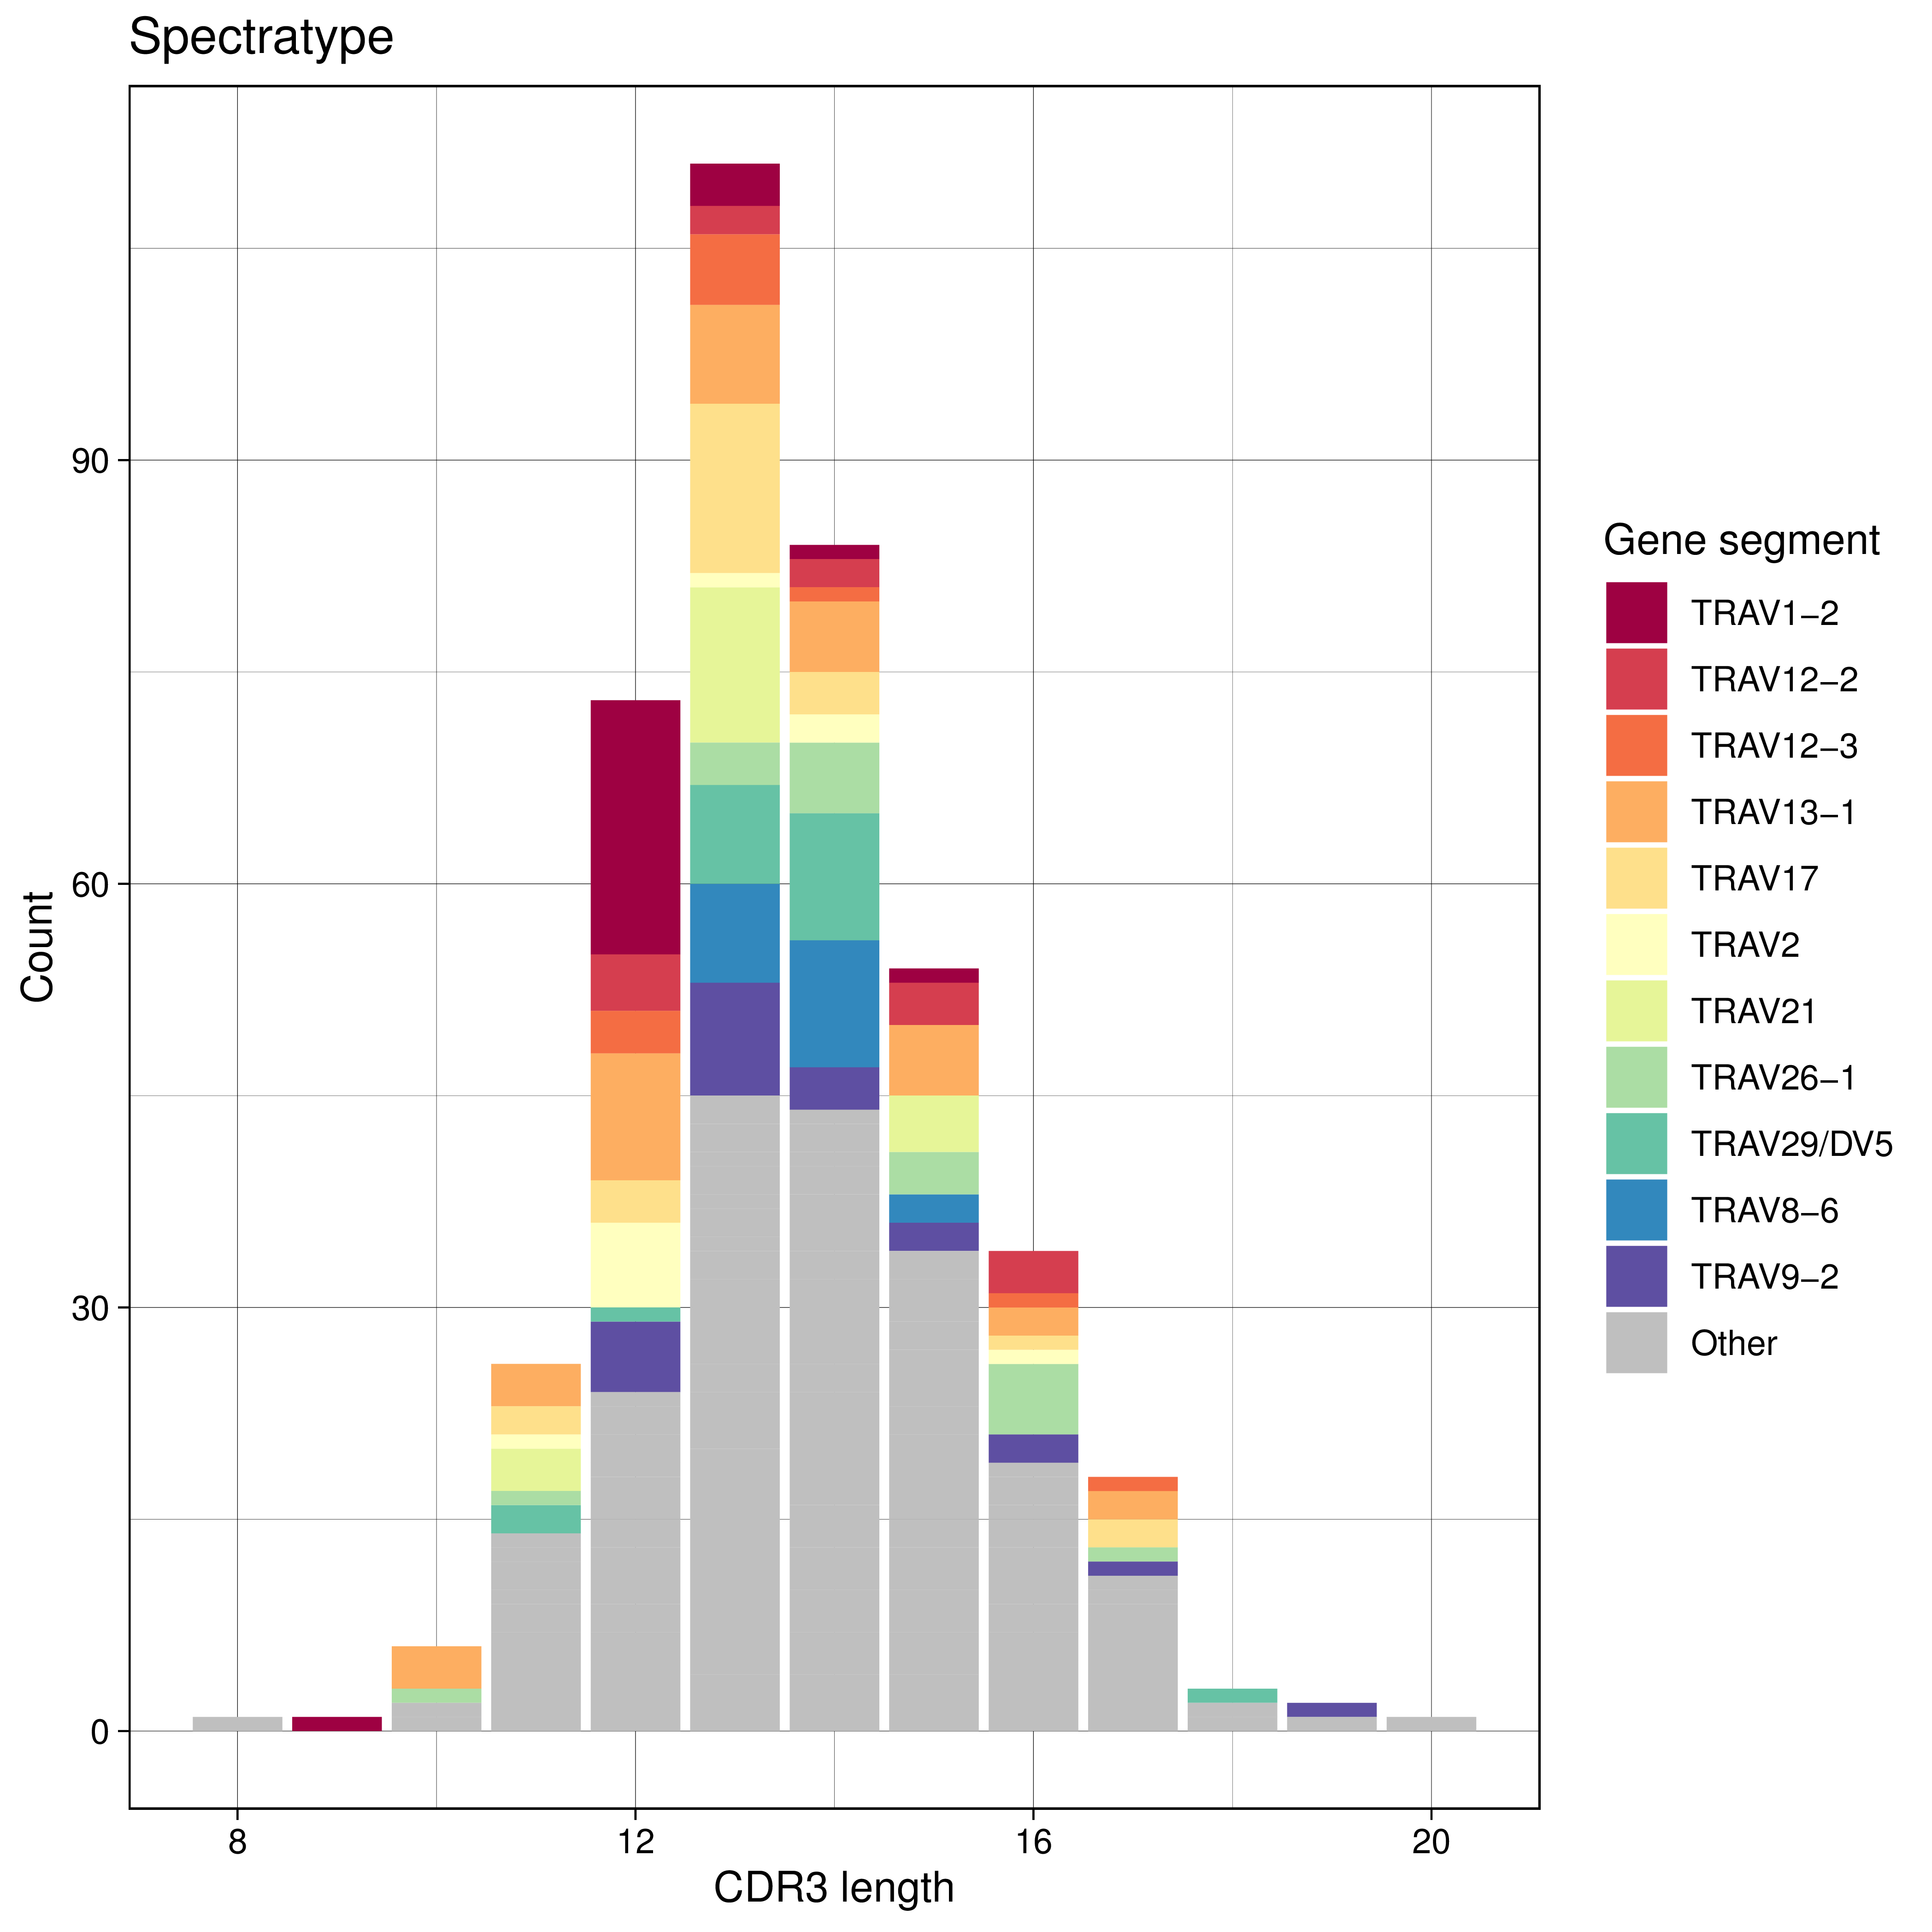 Spectratype
Count
90
60
30
0
8
12
16
20
CDR3 length
Gene segment
TRAV1−2
TRAV12−2
TRAV12−3
TRAV13−1
TRAV17
TRAV2
TRAV21
TRAV26−1
TRAV29/DV5
TRAV8−6
TRAV9−2
Other